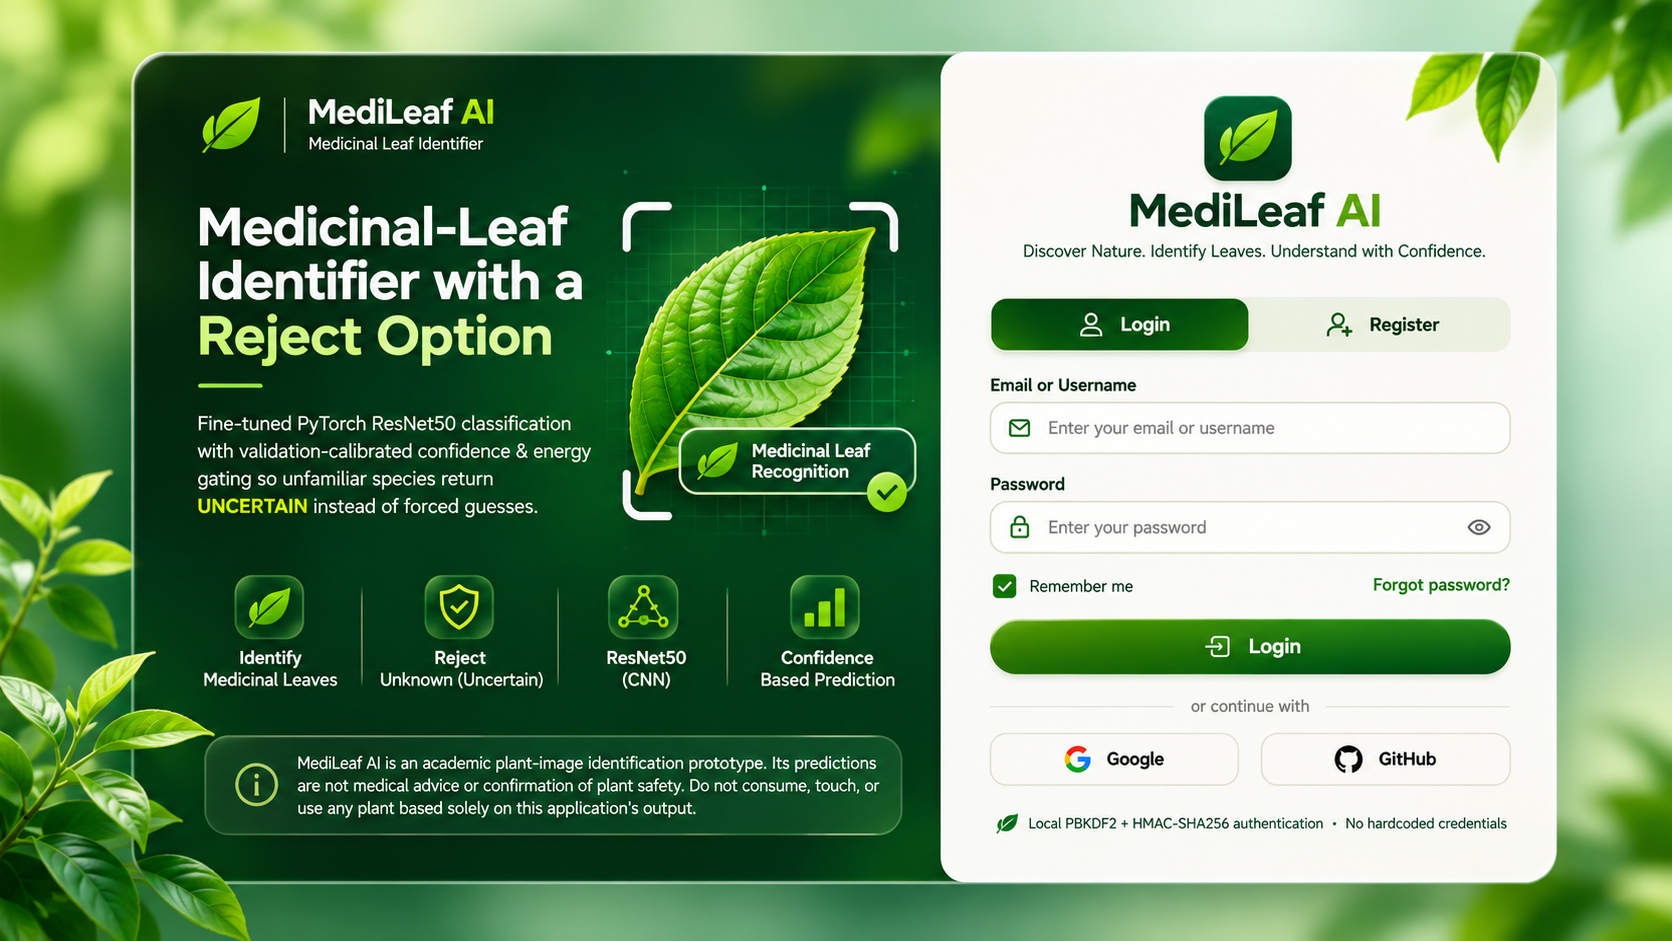 MediLeaf AI
Medicinal Leaf Identifier
Medicinal-Leaf
Identifier with a
Reject Option
Fine-tuned PyTorch ResNet50 classification
with validation-calibrated confidence & energy
gating so unfamiliar species return
UNCERTAIN instead of forced guesses.
Medicinal Leaf
Recognition
Identify
Medicinal Leaves
Reject
Unknown (Uncertain)
ResNet50
(CNN)
Confidence
Based Prediction
MediLeaf AI is an academic plant-image identification prototype. Its predictions
are not medical advice or confirmation of plant safety. Do not consume, touch, or
use any plant based solely on this application's output.
MediLeaf AI
Discover Nature. Identify Leaves. Understand with Confidence.
Login
Register
Email or Username
Enter your email or username
Password
Enter your password
Remember me
Forgot password?
Login
or continue with
Google
GitHub
Local PBKDF2 + HMAC-SHA256 authentication • No hardcoded credentials